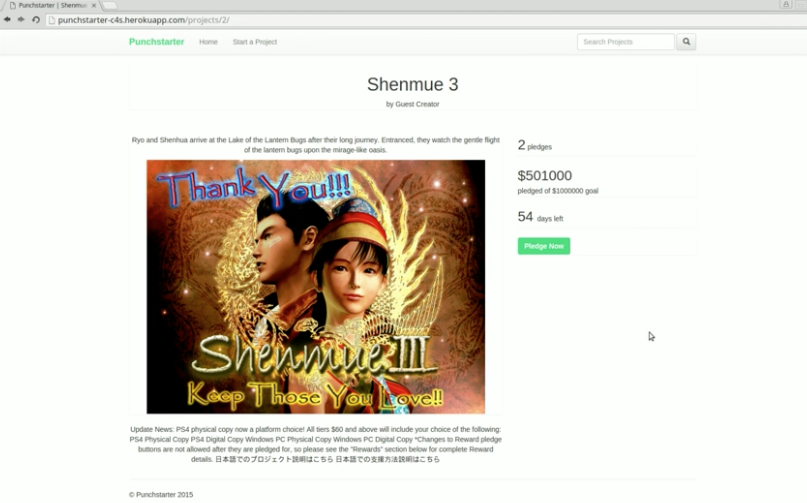 Punchstarter | Shenmue
punchstarter-c4s.herokuapp.com/projects/2/
Punchstarter Home Start a Project Search Projects
Shenmue 3
by Guest Creator
Ryo and Shenhua arrive at the Lake of the Lantern Bugs after their long journey. Entranced, they watch the gentle flight
of the lantern bugs upon the mirage-like oasis.
Thank You!!!
Shenmue III
Keep Those You Love!!
2 pledges
$501000
pledged of $1000000 goal
54 days left
Pledge Now
Update News: PS4 physical copy now a platform choice! All tiers $60 and above will include your choice of the following:
PS4 Physical Copy PS4 Digital Copy Windows PC Physical Copy Windows PC Digital Copy *Changes to Reward pledge
buttons are not allowed after they are pledged for, so please see the "Rewards" section below for complete Reward
details. 日本語でのプロジェクト説明はこちら 日本語での支援方法説明はこちら
© Punchstarter 2015